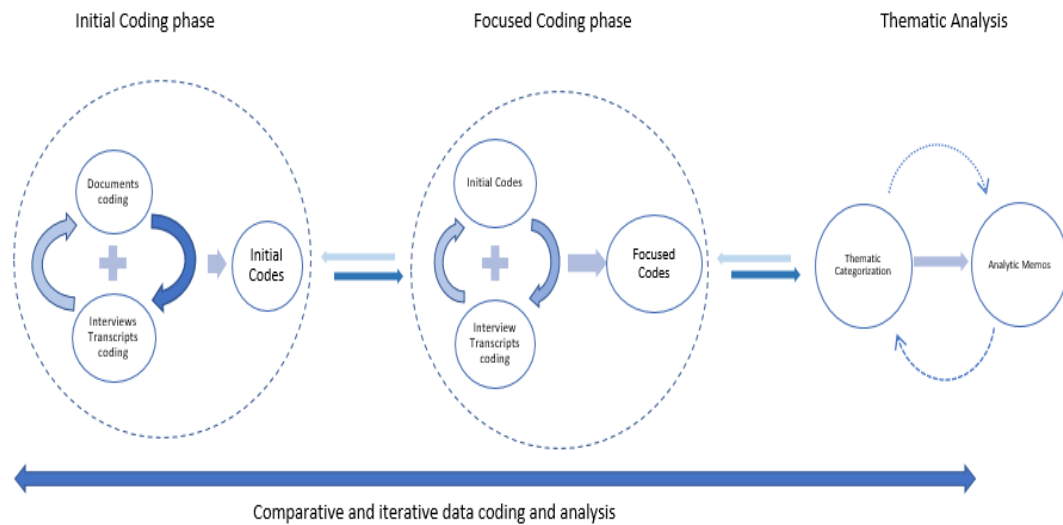 Initial Coding phase
Focused Coding phase
Thematic Analysis
Documents
coding
Interviews
Transcripts
coding
Initial
Codes
Initial Codes
Interview
Transcripts
coding
Focused
Codes
Thematic
Categorization
Analytic Memos
Comparative and iterative data coding and analysis